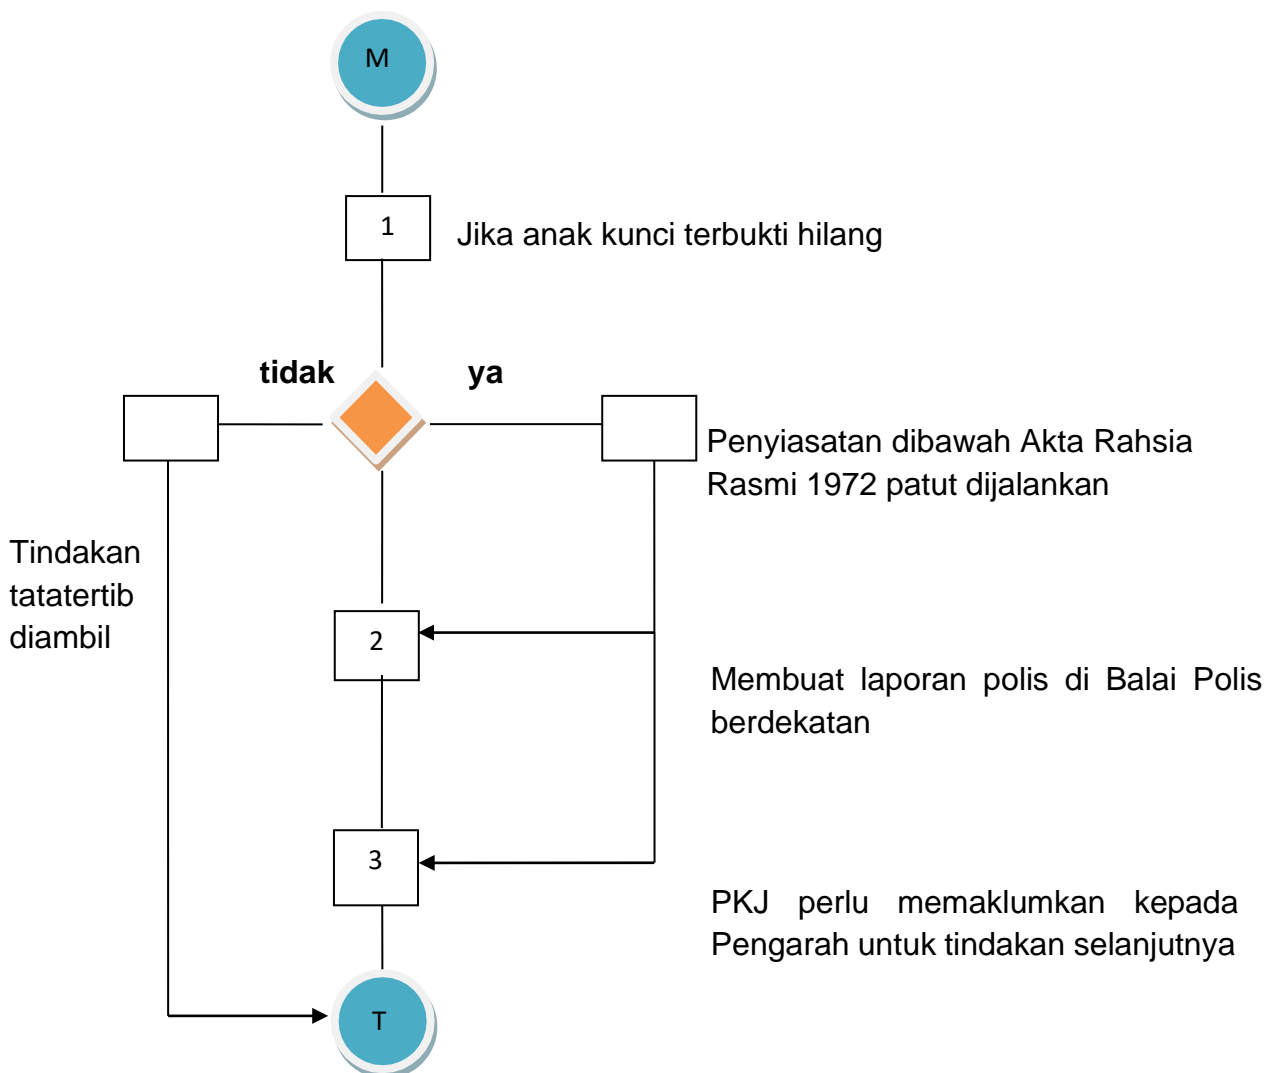 M
1
Jika anak kunci terbukti hilang
tidak
ya
Penyiasatan dibawah Akta Rahsia
Rasmi 1972 patut dijalankan
Tindakan
tatatertib
diambil
2
Membuat laporan polis di Balai Polis
berdekatan
3
PKJ perlu memaklumkan kepada
Pengarah untuk tindakan selanjutnya
T